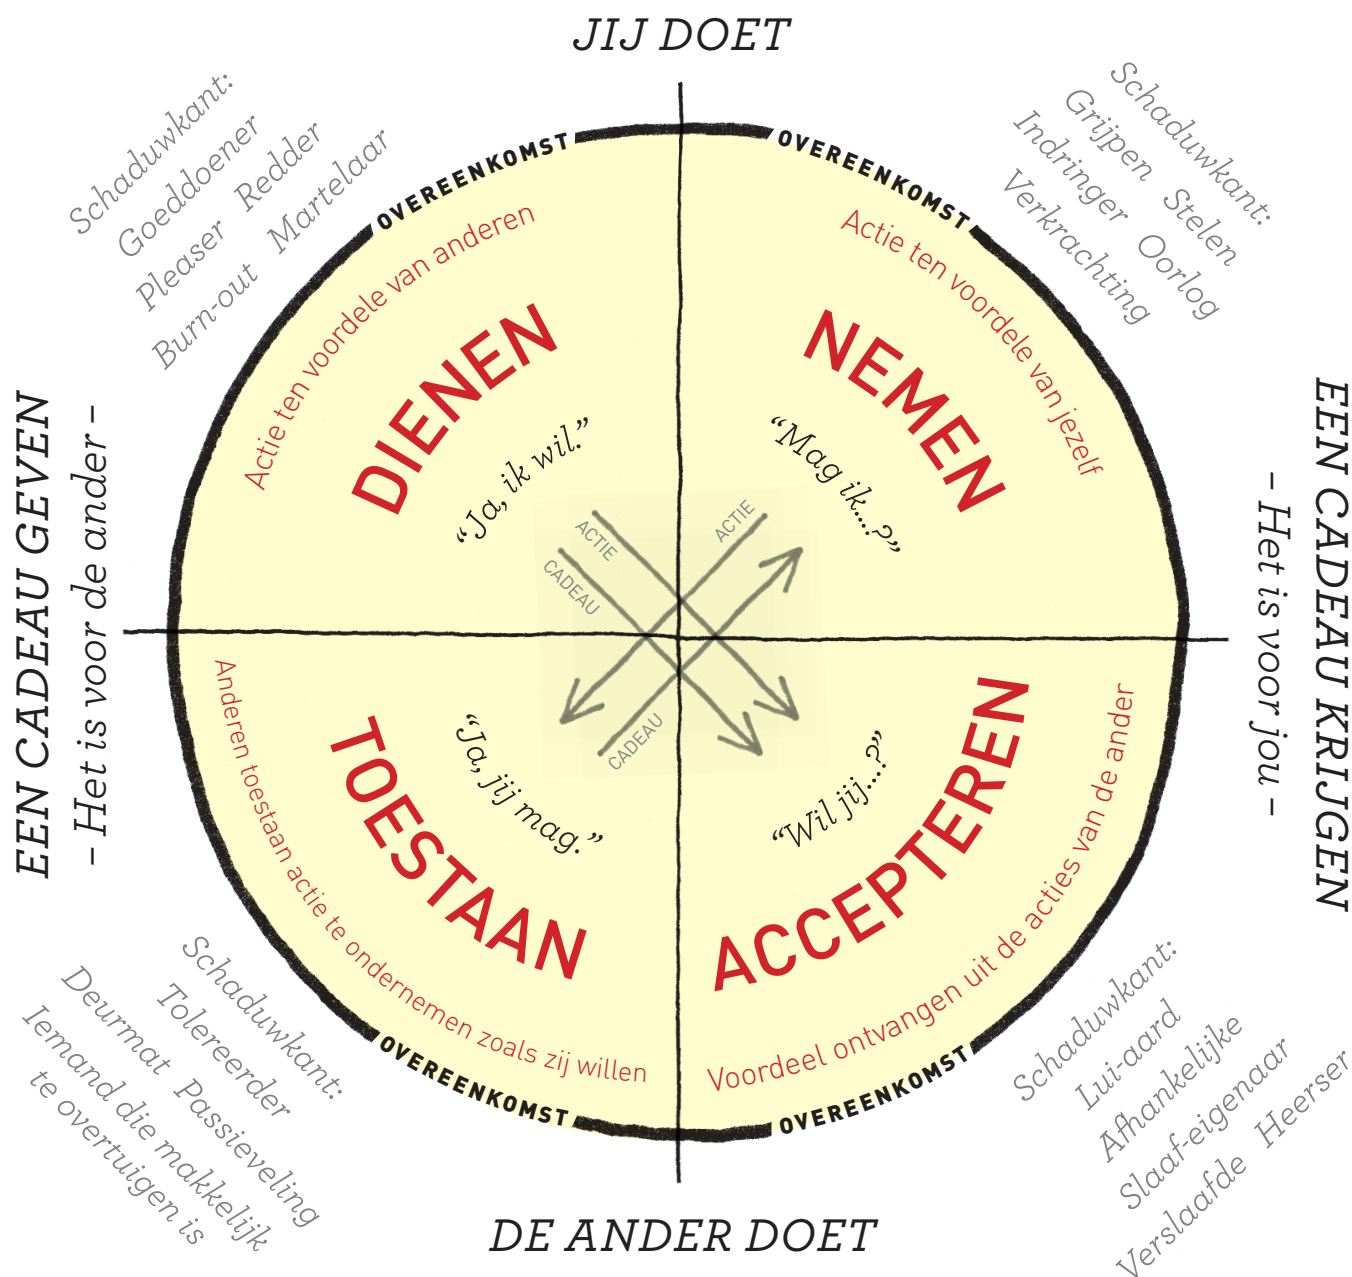 JIJ DOET
Schaduwkant:
Goeddoener
Pleaser Redder
Burn-out Martelaar
Schaduwkant:
Grijpen Stelen
Indringer Oorlog
Verkrachting
OVEREENKOMST
OVEREENKOMST
Actie ten voordele van anderen
Actie ten voordele van jezelf
DIENEN
NEMEN
“Ja, ik wil.”
“Mag ik...?”
EEN CADEAU GEVEN
– Het is voor de ander –
EEN CADEAU KRIJGEN
– Het is voor jou –
ACTIE
CADEAU
ACTIE
CADEAU
“Ja, jij mag.”
“Wil jij...?”
TOESTAAN
ACCEPTEREN
Anderen toestaan actie te ondernemen zoals zij willen
Voordeel ontvangen uit de acties van de ander
OVEREENKOMST
OVEREENKOMST
Schaduwkant:
Tolereerder
Deurmat Passieveling
Iemand die makkelijk
te overtuigen is
Schaduwkant:
Lui-aard
Afhankelijke
Slaaf-eigenaar
Verslaafde Heerser
DE ANDER DOET